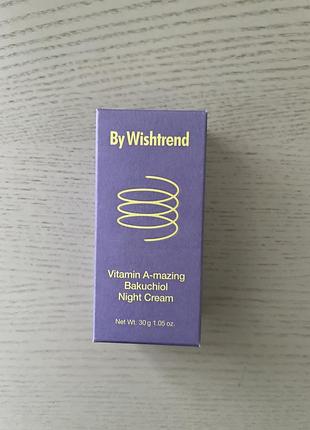 By Wishtrend
Vitamin A-mazing
Bakuchiol
Night Cream
Net Wt. 30 g 1.05 oz.